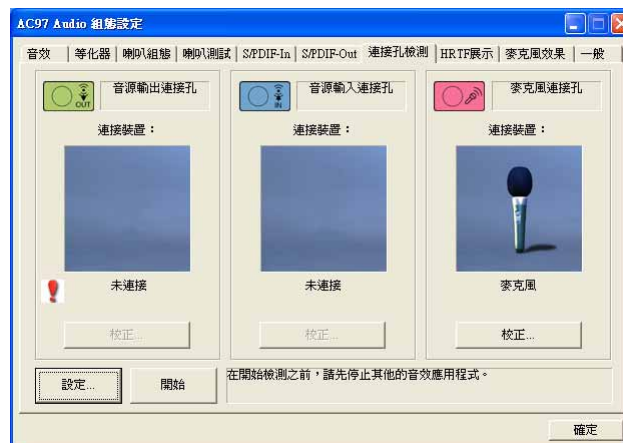 AC97 Audio 組態設定
音效 等化器 喇叭組態 喇叭測試 S/PDIF-In S/PDIF-Out 連接孔檢測 HRTF展示 麥克風效果 一般
OUT 音源輸出連接孔
連接裝置：
未連接
校正...
IN 音源輸入連接孔
連接裝置：
未連接
校正...
麥克風連接孔
連接裝置：
麥克風
校正...
設定... 開始 在開始檢測之前，請先停止其他的音效應用程式。
確定